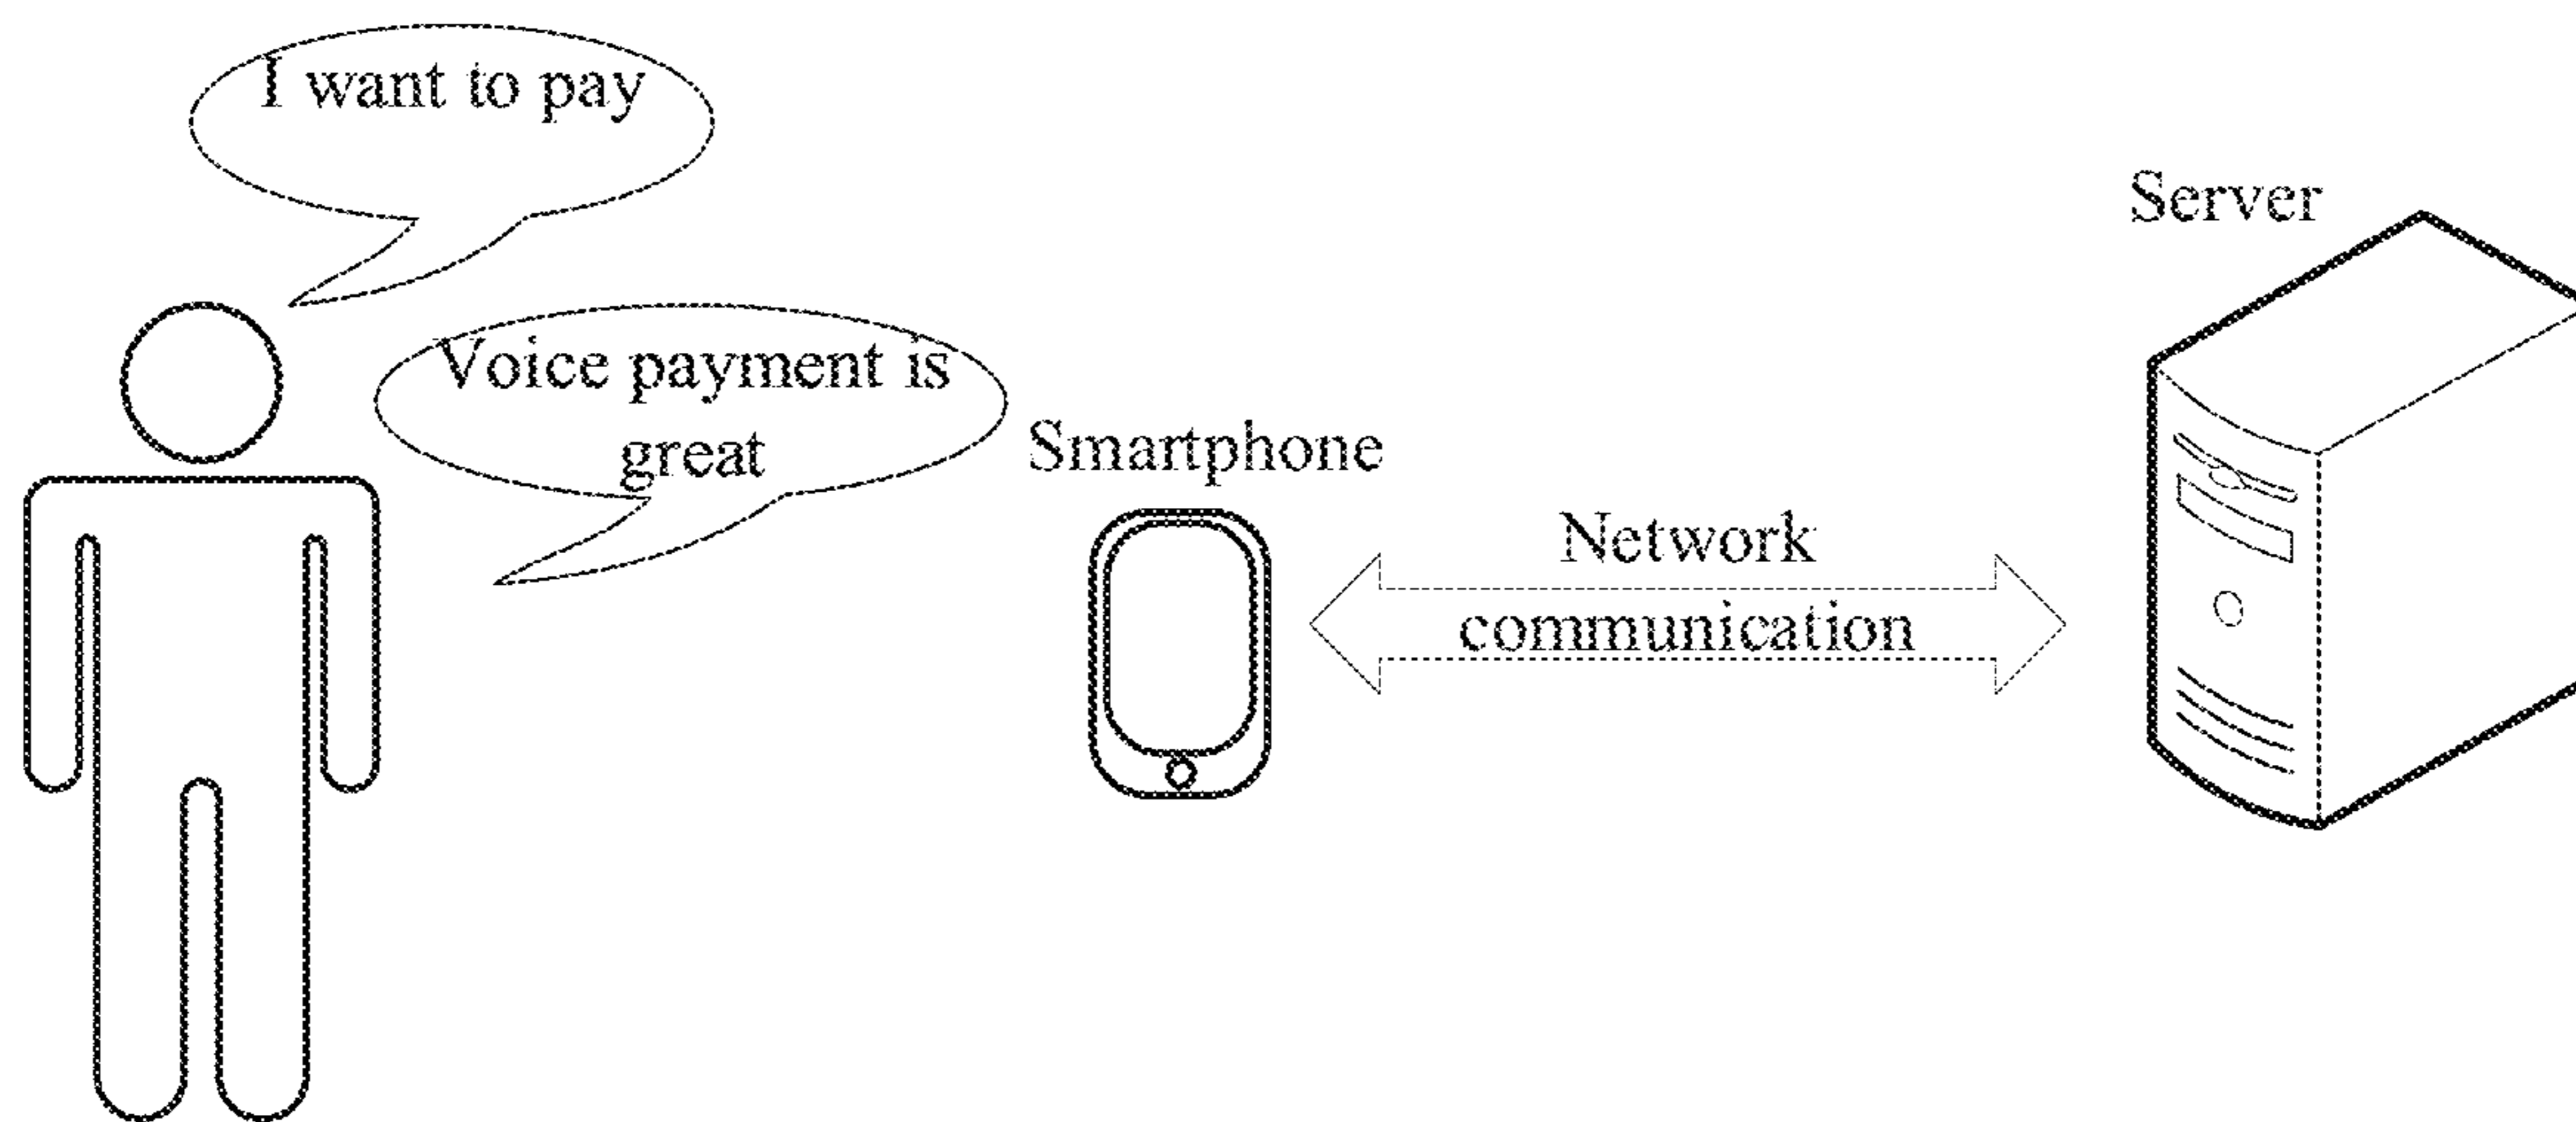 I want to pay
Voice payment is
great
Smartphone
Network
communication
Server